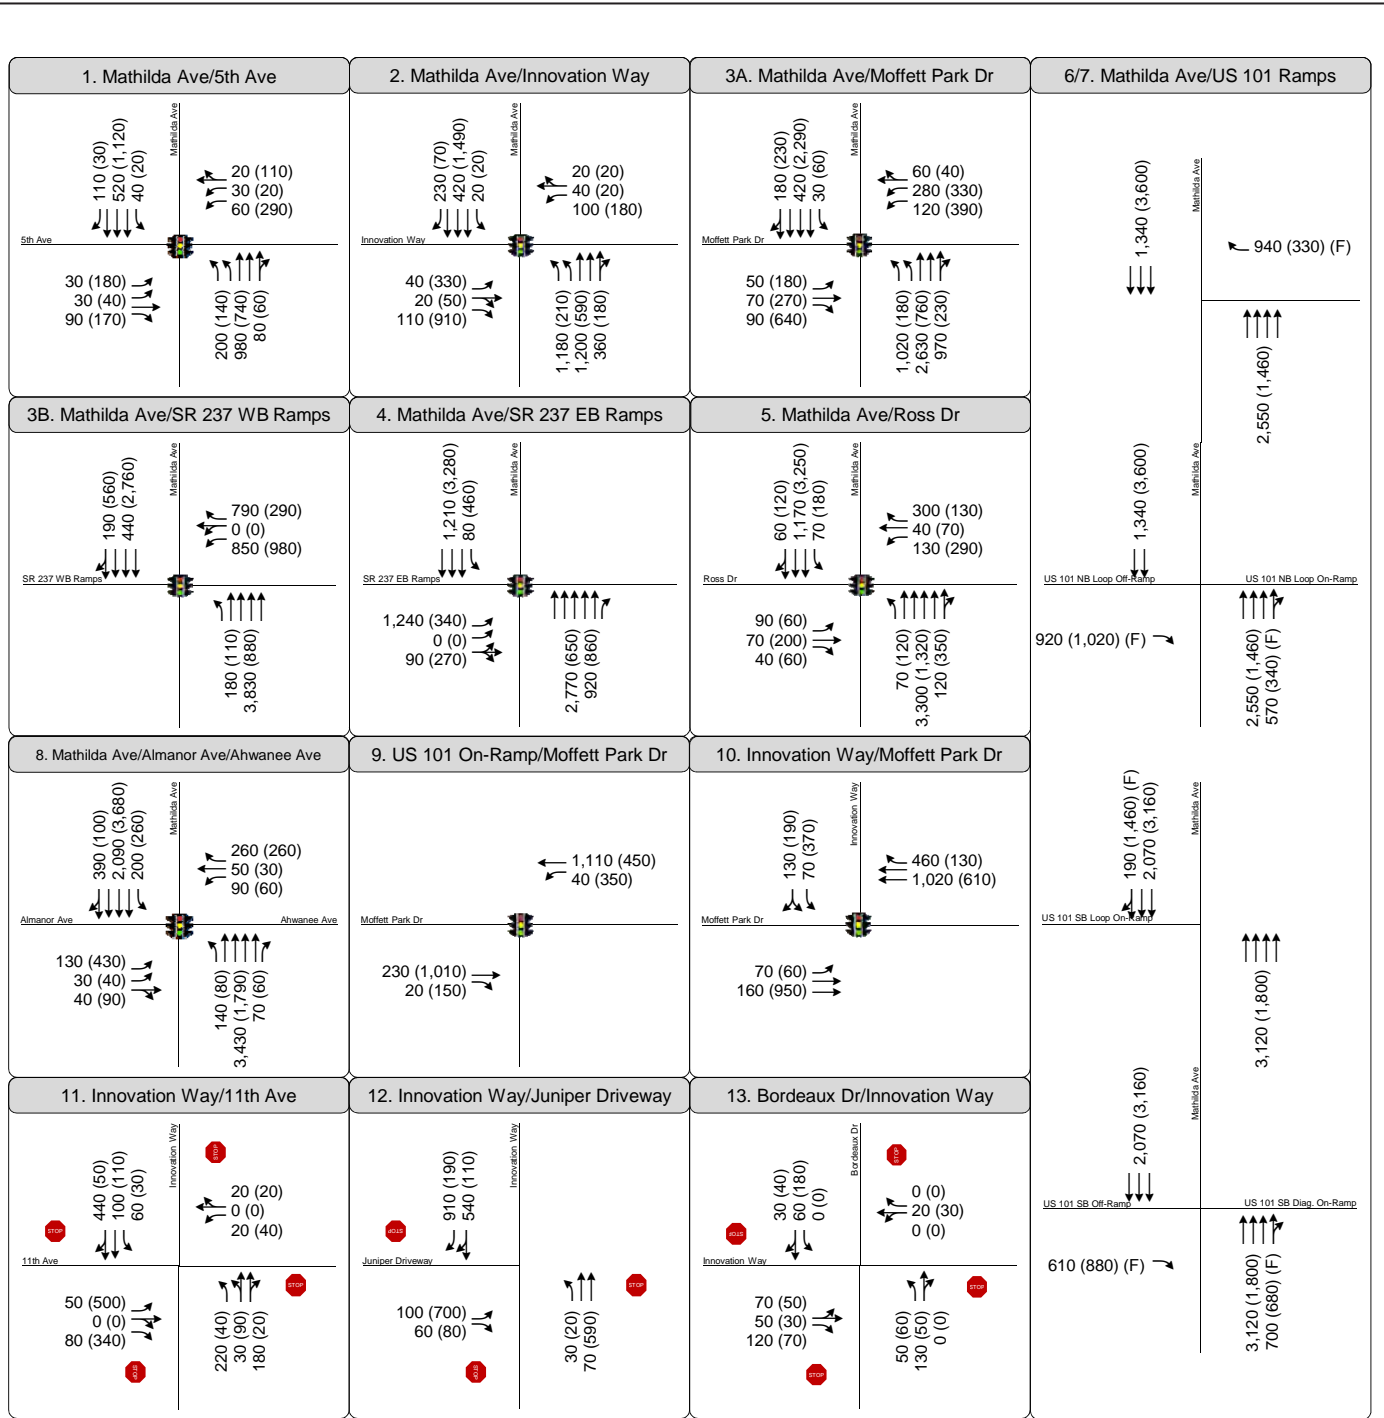 1. Mathilda Ave/5th Ave
Mathilda Ave
110 (30)
520 (1,120)
40 (20)
20 (110)
30 (20)
60 (290)
5th Ave
30 (180)
30 (40)
90 (170)
200 (140)
980 (740)
80 (60)
2. Mathilda Ave/Innovation Way
Mathilda Ave
230 (70)
420 (1,490)
20 (20)
20 (20)
40 (20)
100 (180)
Innovation Way
40 (330)
20 (50)
110 (910)
1,180 (210)
1,200 (590)
360 (180)
3A. Mathilda Ave/Moffett Park Dr
Mathilda Ave
180 (230)
420 (2,290)
30 (60)
60 (40)
280 (330)
120 (390)
Moffett Park Dr
50 (180)
70 (270)
90 (640)
1,020 (180)
2,630 (760)
970 (230)
6/7. Mathilda Ave/US 101 Ramps
Mathilda Ave
1,340 (3,600)
940 (330) (F)
2,550 (1,460)
Mathilda Ave
1,340 (3,600)
US 101 NB Loop Off-Ramp
US 101 NB Loop On-Ramp
920 (1,020) (F)
2,550 (1,460)
570 (340) (F)
Mathilda Ave
190 (1,460) (F)
2,070 (3,160)
US 101 SB Loop On-Ramp
3,120 (1,800)
Mathilda Ave
2,070 (3,160)
US 101 SB Off-Ramp
US 101 SB Diag. On-Ramp
610 (880) (F)
3,120 (1,800)
700 (680) (F)
3B. Mathilda Ave/SR 237 WB Ramps
Mathilda Ave
190 (560)
440 (2,760)
790 (290)
0 (0)
850 (980)
SR 237 WB Ramps
180 (110)
3,830 (880)
4. Mathilda Ave/SR 237 EB Ramps
Mathilda Ave
1,210 (3,280)
80 (460)
SR 237 EB Ramps
1,240 (340)
0 (0)
90 (270)
2,770 (650)
920 (860)
5. Mathilda Ave/Ross Dr
Mathilda Ave
60 (120)
1,170 (3,250)
70 (180)
300 (130)
40 (70)
130 (290)
Ross Dr
90 (60)
70 (200)
40 (60)
70 (120)
3,300 (1,320)
120 (350)
8. Mathilda Ave/Almanor Ave/Ahwanee Ave
Mathilda Ave
390 (100)
2,090 (3,680)
200 (260)
260 (260)
50 (30)
90 (60)
Almanor Ave
Ahwanee Ave
130 (430)
30 (40)
40 (90)
140 (80)
3,430 (1,790)
70 (60)
9. US 101 On-Ramp/Moffett Park Dr
1,110 (450)
40 (350)
Moffett Park Dr
230 (1,010)
20 (150)
10. Innovation Way/Moffett Park Dr
Innovation Way
130 (190)
70 (370)
460 (130)
1,020 (610)
Moffett Park Dr
70 (60)
160 (950)
11. Innovation Way/11th Ave
Innovation Way
STOP
440 (50)
100 (110)
60 (30)
20 (20)
0 (0)
20 (40)
STOP
11th Ave
STOP
50 (500)
0 (0)
80 (340)
220 (40)
30 (90)
180 (20)
STOP
12. Innovation Way/Juniper Driveway
Innovation Way
910 (190)
540 (110)
STOP
Juniper Driveway
STOP
100 (700)
60 (80)
30 (20)
70 (590)
STOP
13. Bordeaux Dr/Innovation Way
Bordeaux Dr
STOP
30 (40)
60 (180)
0 (0)
0 (0)
20 (30)
0 (0)
STOP
Innovation Way
STOP
70 (50)
50 (30)
120 (70)
50 (60)
130 (50)
0 (0)
STOP